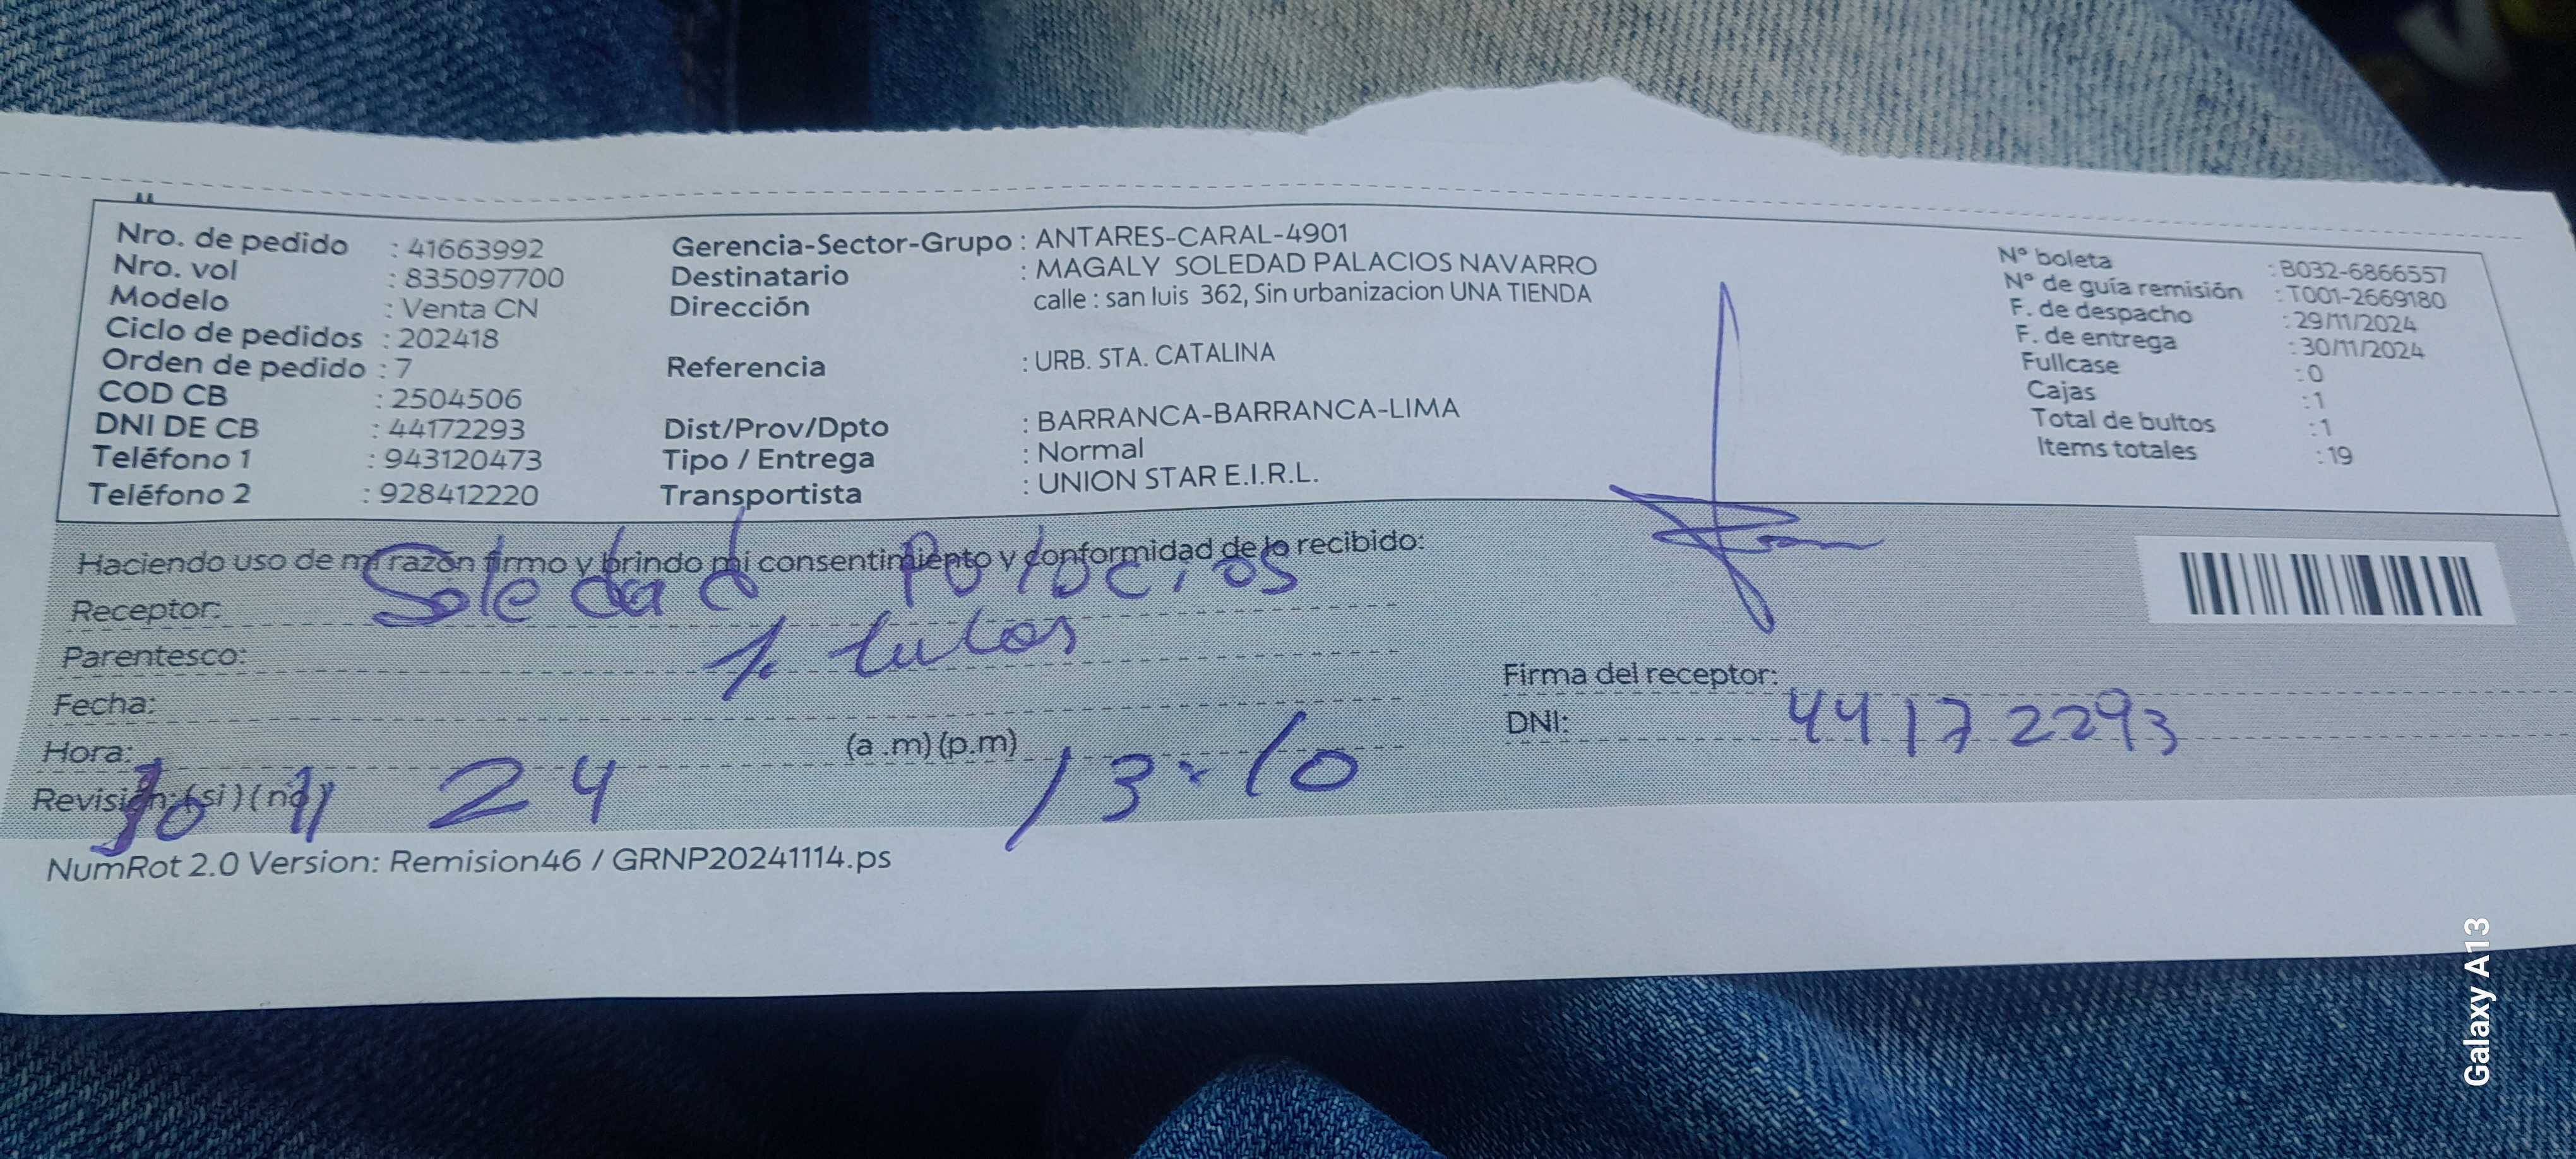 Nro. de pedido : 41663992
Nro. vol : 835097700
Modelo : Venta CN
Ciclo de pedidos : 202418
Orden de pedido : 7
COD CB : 2504506
DNI DE CB : 44172293
Teléfono 1 : 943120473
Teléfono 2 : 928412220
Gerencia-Sector-Grupo : ANTARES-CARAL-4901
Destinatario : MAGALY SOLEDAD PALACIOS NAVARRO
Dirección calle : san luis 362, Sin urbanizacion UNA TIENDA
Referencia : URB. STA. CATALINA
Dist/Prov/Dpto : BARRANCA-BARRANCA-LIMA
Tipo / Entrega : Normal
Transportista : UNION STAR E.I.R.L.
Nº boleta : B032-6866557
Nº de guía remisión : T001-2669180
F. de despacho : 29/11/2024
F. de entrega : 30/11/2024
Fullcase : 0
Cajas : 1
Total de bultos : 1
Items totales : 19
Haciendo uso de mi razón firmo y brindo mi consentimiento y conformidad de lo recibido:
Receptor: Soledad Palacios
Parentesco:
Fecha:
Hora: (a .m) (p.m)
Revisión: (si) (no)
30 11 24 13:10
Firma del receptor:
DNI: 44172293
NumRot 2.0 Version: Remision46 / GRNP20241114.ps
Galaxy A13